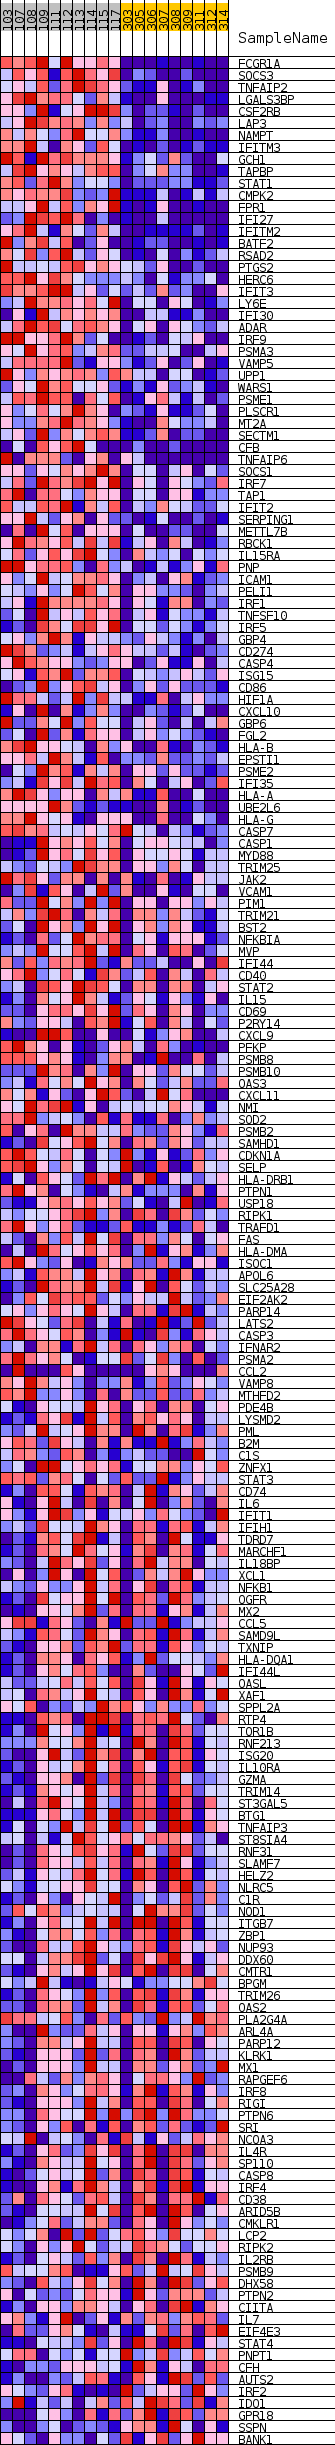 103 107 108 109 111 112 113 114 115 117 303 305 306 307 308 309 311 312 314
SampleName
FCGR1A
SOCS3
TNFAIP2
LGALS3BP
CSF2RB
LAP3
NAMPT
IFITM3
GCH1
TAPBP
STAT1
CMPK2
FPR1
IFI27
IFITM2
BATF2
RSAD2
PTGS2
HERC6
IFIT3
LY6E
IFI30
ADAR
IRF9
PSMA3
VAMP5
UPP1
WARS1
PSME1
PLSCR1
MT2A
SECTM1
CFB
TNFAIP6
SOCS1
IRF7
TAP1
IFIT2
SERPING1
METTL7B
RBCK1
IL15RA
PNP
ICAM1
PELI1
IRF1
TNFSF10
IRF5
GBP4
CD274
CASP4
ISG15
CD86
HIF1A
CXCL10
GBP6
FGL2
HLA-B
EPSTI1
PSME2
IFI35
HLA-A
UBE2L6
HLA-G
CASP7
CASP1
MYD88
TRIM25
JAK2
VCAM1
PIM1
TRIM21
BST2
NFKBIA
MVP
IFI44
CD40
STAT2
IL15
CD69
P2RY14
CXCL9
PFKP
PSMB8
PSMB10
OAS3
CXCL11
NMI
SOD2
PSMB2
SAMHD1
CDKN1A
SELP
HLA-DRB1
PTPN1
USP18
RIPK1
TRAFD1
FAS
HLA-DMA
ISOC1
APOL6
SLC25A28
EIF2AK2
PARP14
LATS2
CASP3
IFNAR2
PSMA2
CCL2
VAMP8
MTHFD2
PDE4B
LYSMD2
PML
B2M
C1S
ZNFX1
STAT3
CD74
IL6
IFIT1
IFIH1
TDRD7
MARCHF1
IL18BP
XCL1
NFKB1
OGFR
MX2
CCL5
SAMD9L
TXNIP
HLA-DQA1
IFI44L
OASL
XAF1
SPPL2A
RTP4
TOR1B
RNF213
ISG20
IL10RA
GZMA
TRIM14
ST3GAL5
BTG1
TNFAIP3
ST8SIA4
RNF31
SLAMF7
HELZ2
NLRC5
C1R
NOD1
ITGB7
ZBP1
NUP93
DDX60
CMTR1
BPGM
TRIM26
OAS2
PLA2G4A
ARL4A
PARP12
KLRK1
MX1
RAPGEF6
IRF8
RIGI
PTPN6
SRI
NCOA3
IL4R
SP110
CASP8
IRF4
CD38
ARID5B
CMKLR1
LCP2
RIPK2
IL2RB
PSMB9
DHX58
PTPN2
CIITA
IL7
EIF4E3
STAT4
PNPT1
CFH
AUTS2
IRF2
IDO1
GPR18
SSPN
BANK1